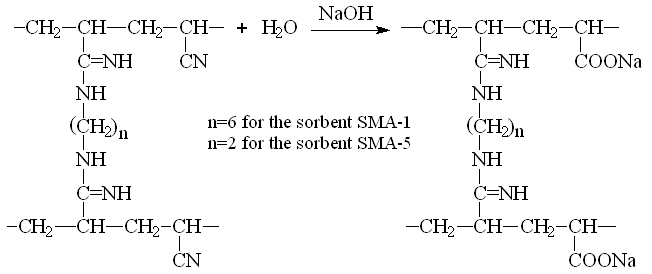 NaOH
–CH₂–CH–CH₂–CH– + H₂O → –CH₂–CH–CH₂–CH–
C=NH CN C=NH COONa
NH NH
(CH₂)n n=6 for the sorbent SMA-1 (CH₂)n
n=2 for the sorbent SMA-5
NH NH
C=NH C=NH
–CH₂–CH–CH₂–CH– –CH₂–CH–CH₂–CH–
CN COONa